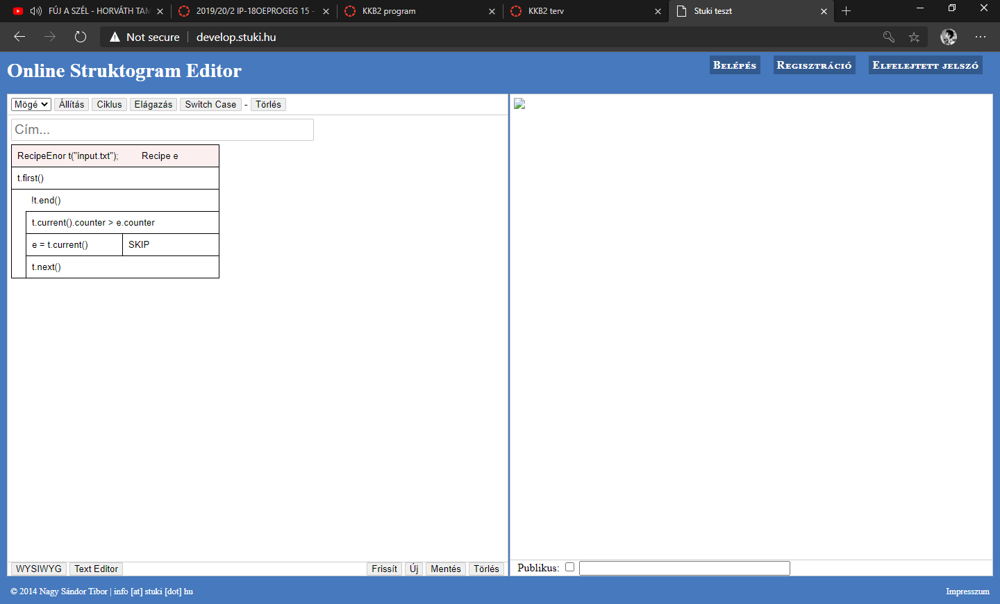 FÚJ A SZÉL - HORVÁTH TAM
2019/20/2 IP-18OEPROGEG 15 -
KKB2 program
KKB2 terv
Stuki teszt
Not secure | develop.stuki.hu
Online Struktogram Editor
Belépés Regisztráció Elfelejtett jelszó
Mögé Állítás Ciklus Elágazás Switch Case - Törlés
Cím...
RecipeEnor t("input.txt"); Recipe e
t.first()
!t.end()
t.current().counter > e.counter
e = t.current() SKIP
t.next()
WYSIWYG Text Editor Frissít Új Mentés Törlés
Publikus:
© 2014 Nagy Sándor Tibor | info [at] stuki [dot] hu
Impresszum